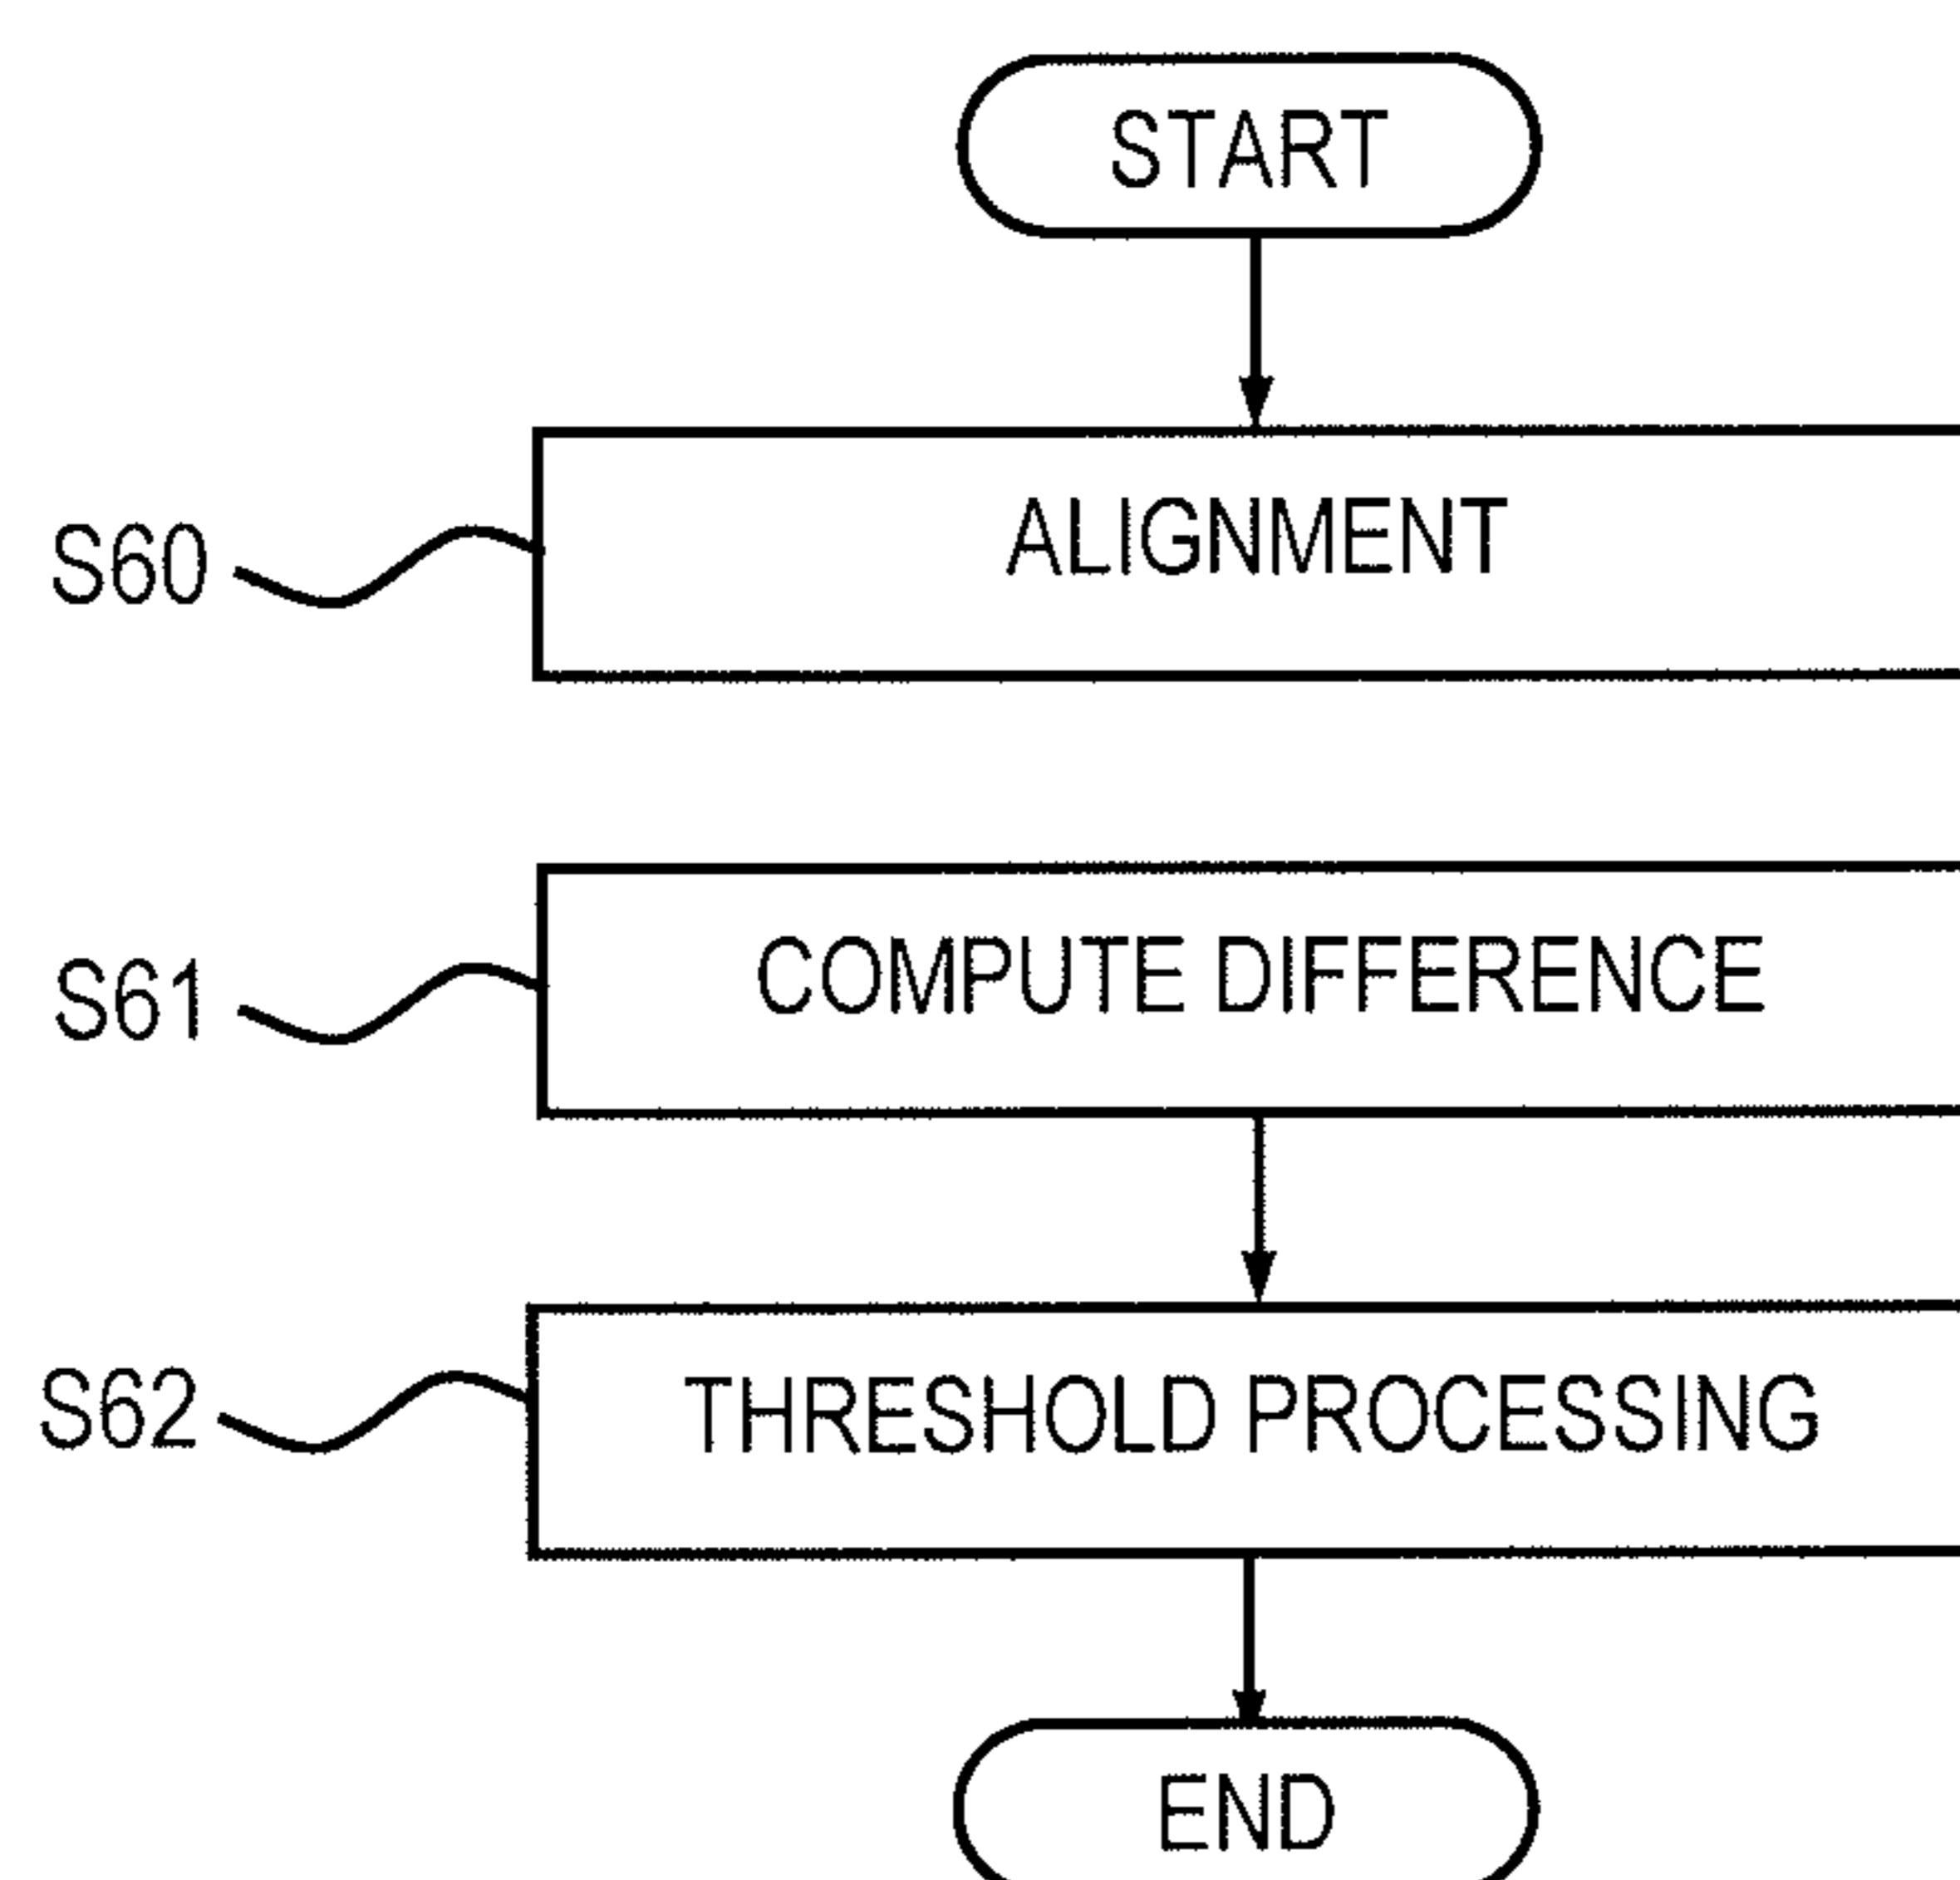 START
S60 ALIGNMENT
S61 COMPUTE DIFFERENCE
S62 THRESHOLD PROCESSING
END